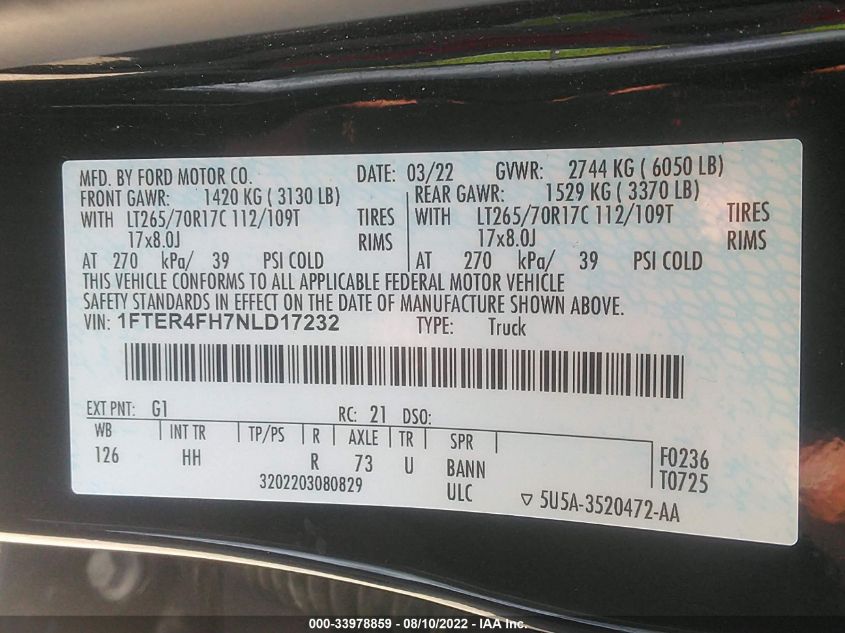 MFD. BY FORD MOTOR CO. DATE: 03/22 GVWR: 2744 KG ( 6050 LB)
FRONT GAWR: 1420 KG ( 3130 LB) REAR GAWR: 1529 KG ( 3370 LB)
WITH LT265/70R17C 112/109T TIRES WITH LT265/70R17C 112/109T TIRES
17x8.0J RIMS 17x8.0J RIMS
AT 270 kPa/ 39 PSI COLD AT 270 kPa/ 39 PSI COLD
THIS VEHICLE CONFORMS TO ALL APPLICABLE FEDERAL MOTOR VEHICLE
SAFETY STANDARDS IN EFFECT ON THE DATE OF MANUFACTURE SHOWN ABOVE.
VIN: 1FTER4FH7NLD17232 TYPE: Truck
EXT PNT: G1 RC: 21 DSO:
WB INT TR TP/PS R AXLE TR SPR
126 HH R 73 U BANN F0236
3202203080829 ULC T0725
▽ 5U5A-3520472-AA
000-33978859 - 08/10/2022 - IAA Inc.